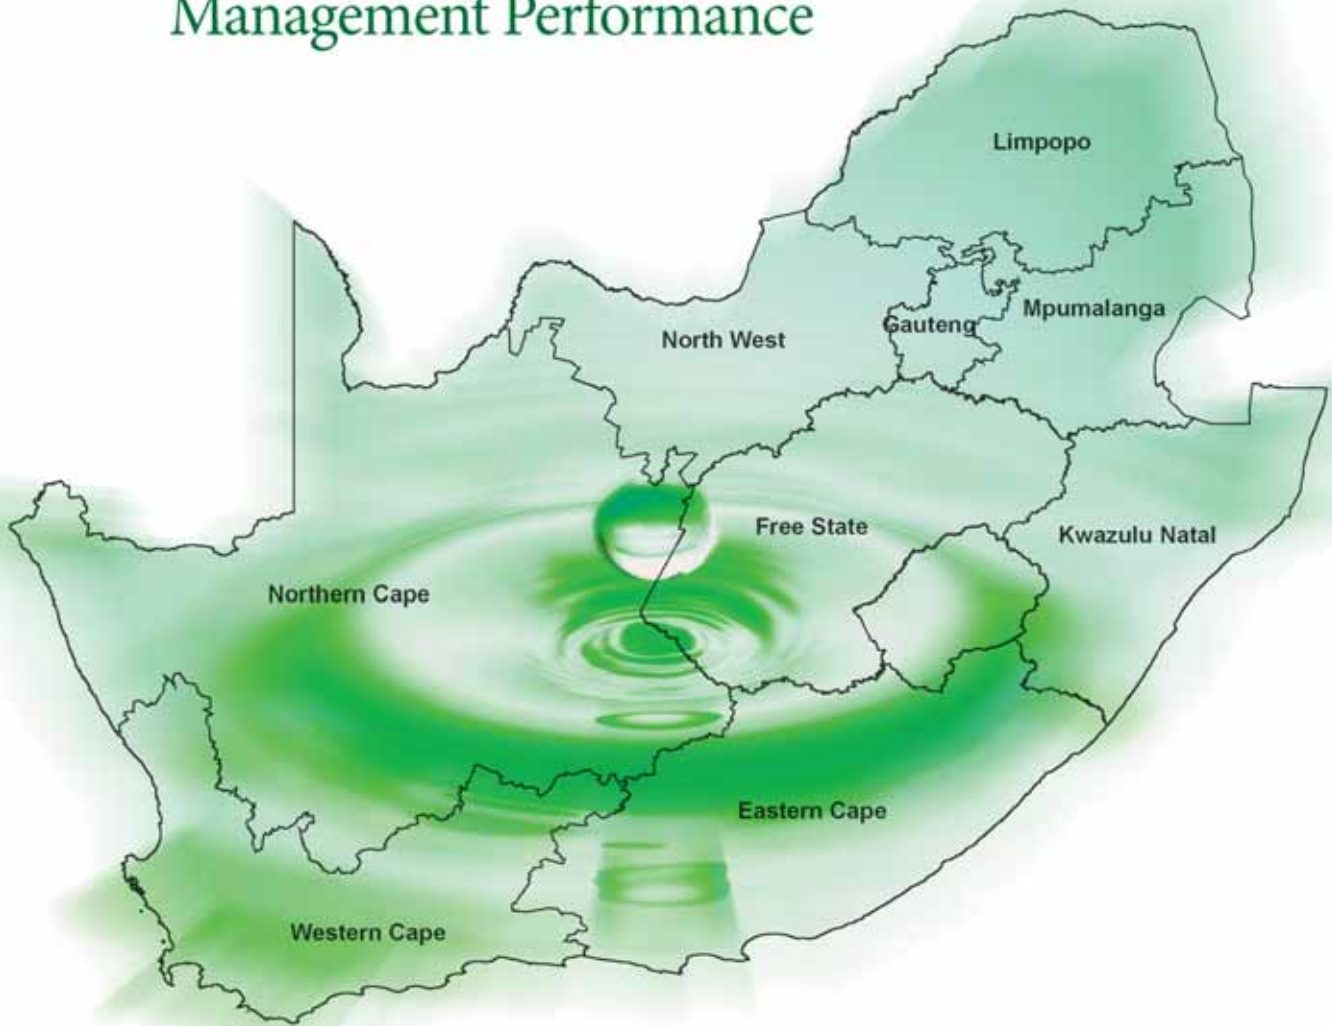 Management Performance
Limpopo
Mpumalanga
Gauteng
North West
Free State
Kwazulu Natal
Northern Cape
Eastern Cape
Western Cape